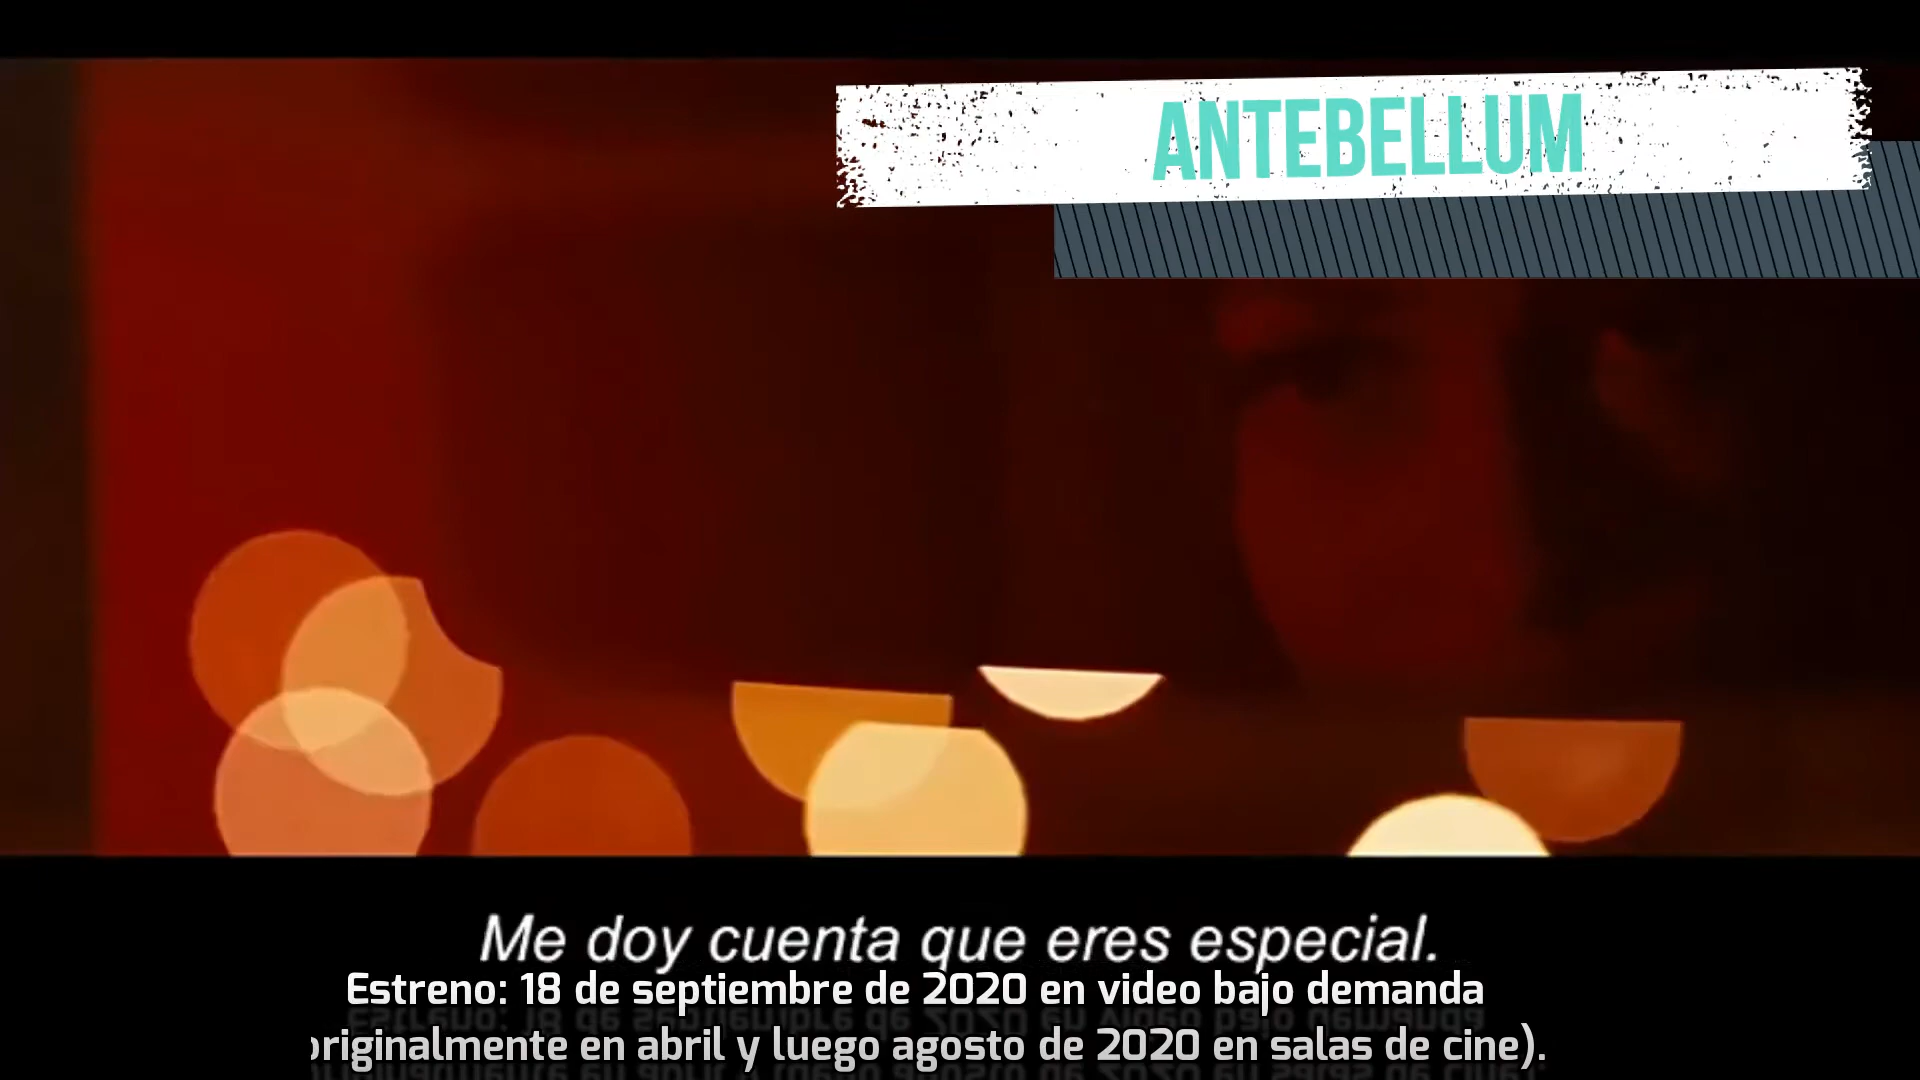 ANTEBELLUM
Me doy cuenta que eres especial.
Estreno: 18 de septiembre de 2020 en video bajo demanda
originalmente en abril y luego agosto de 2020 en salas de cine).